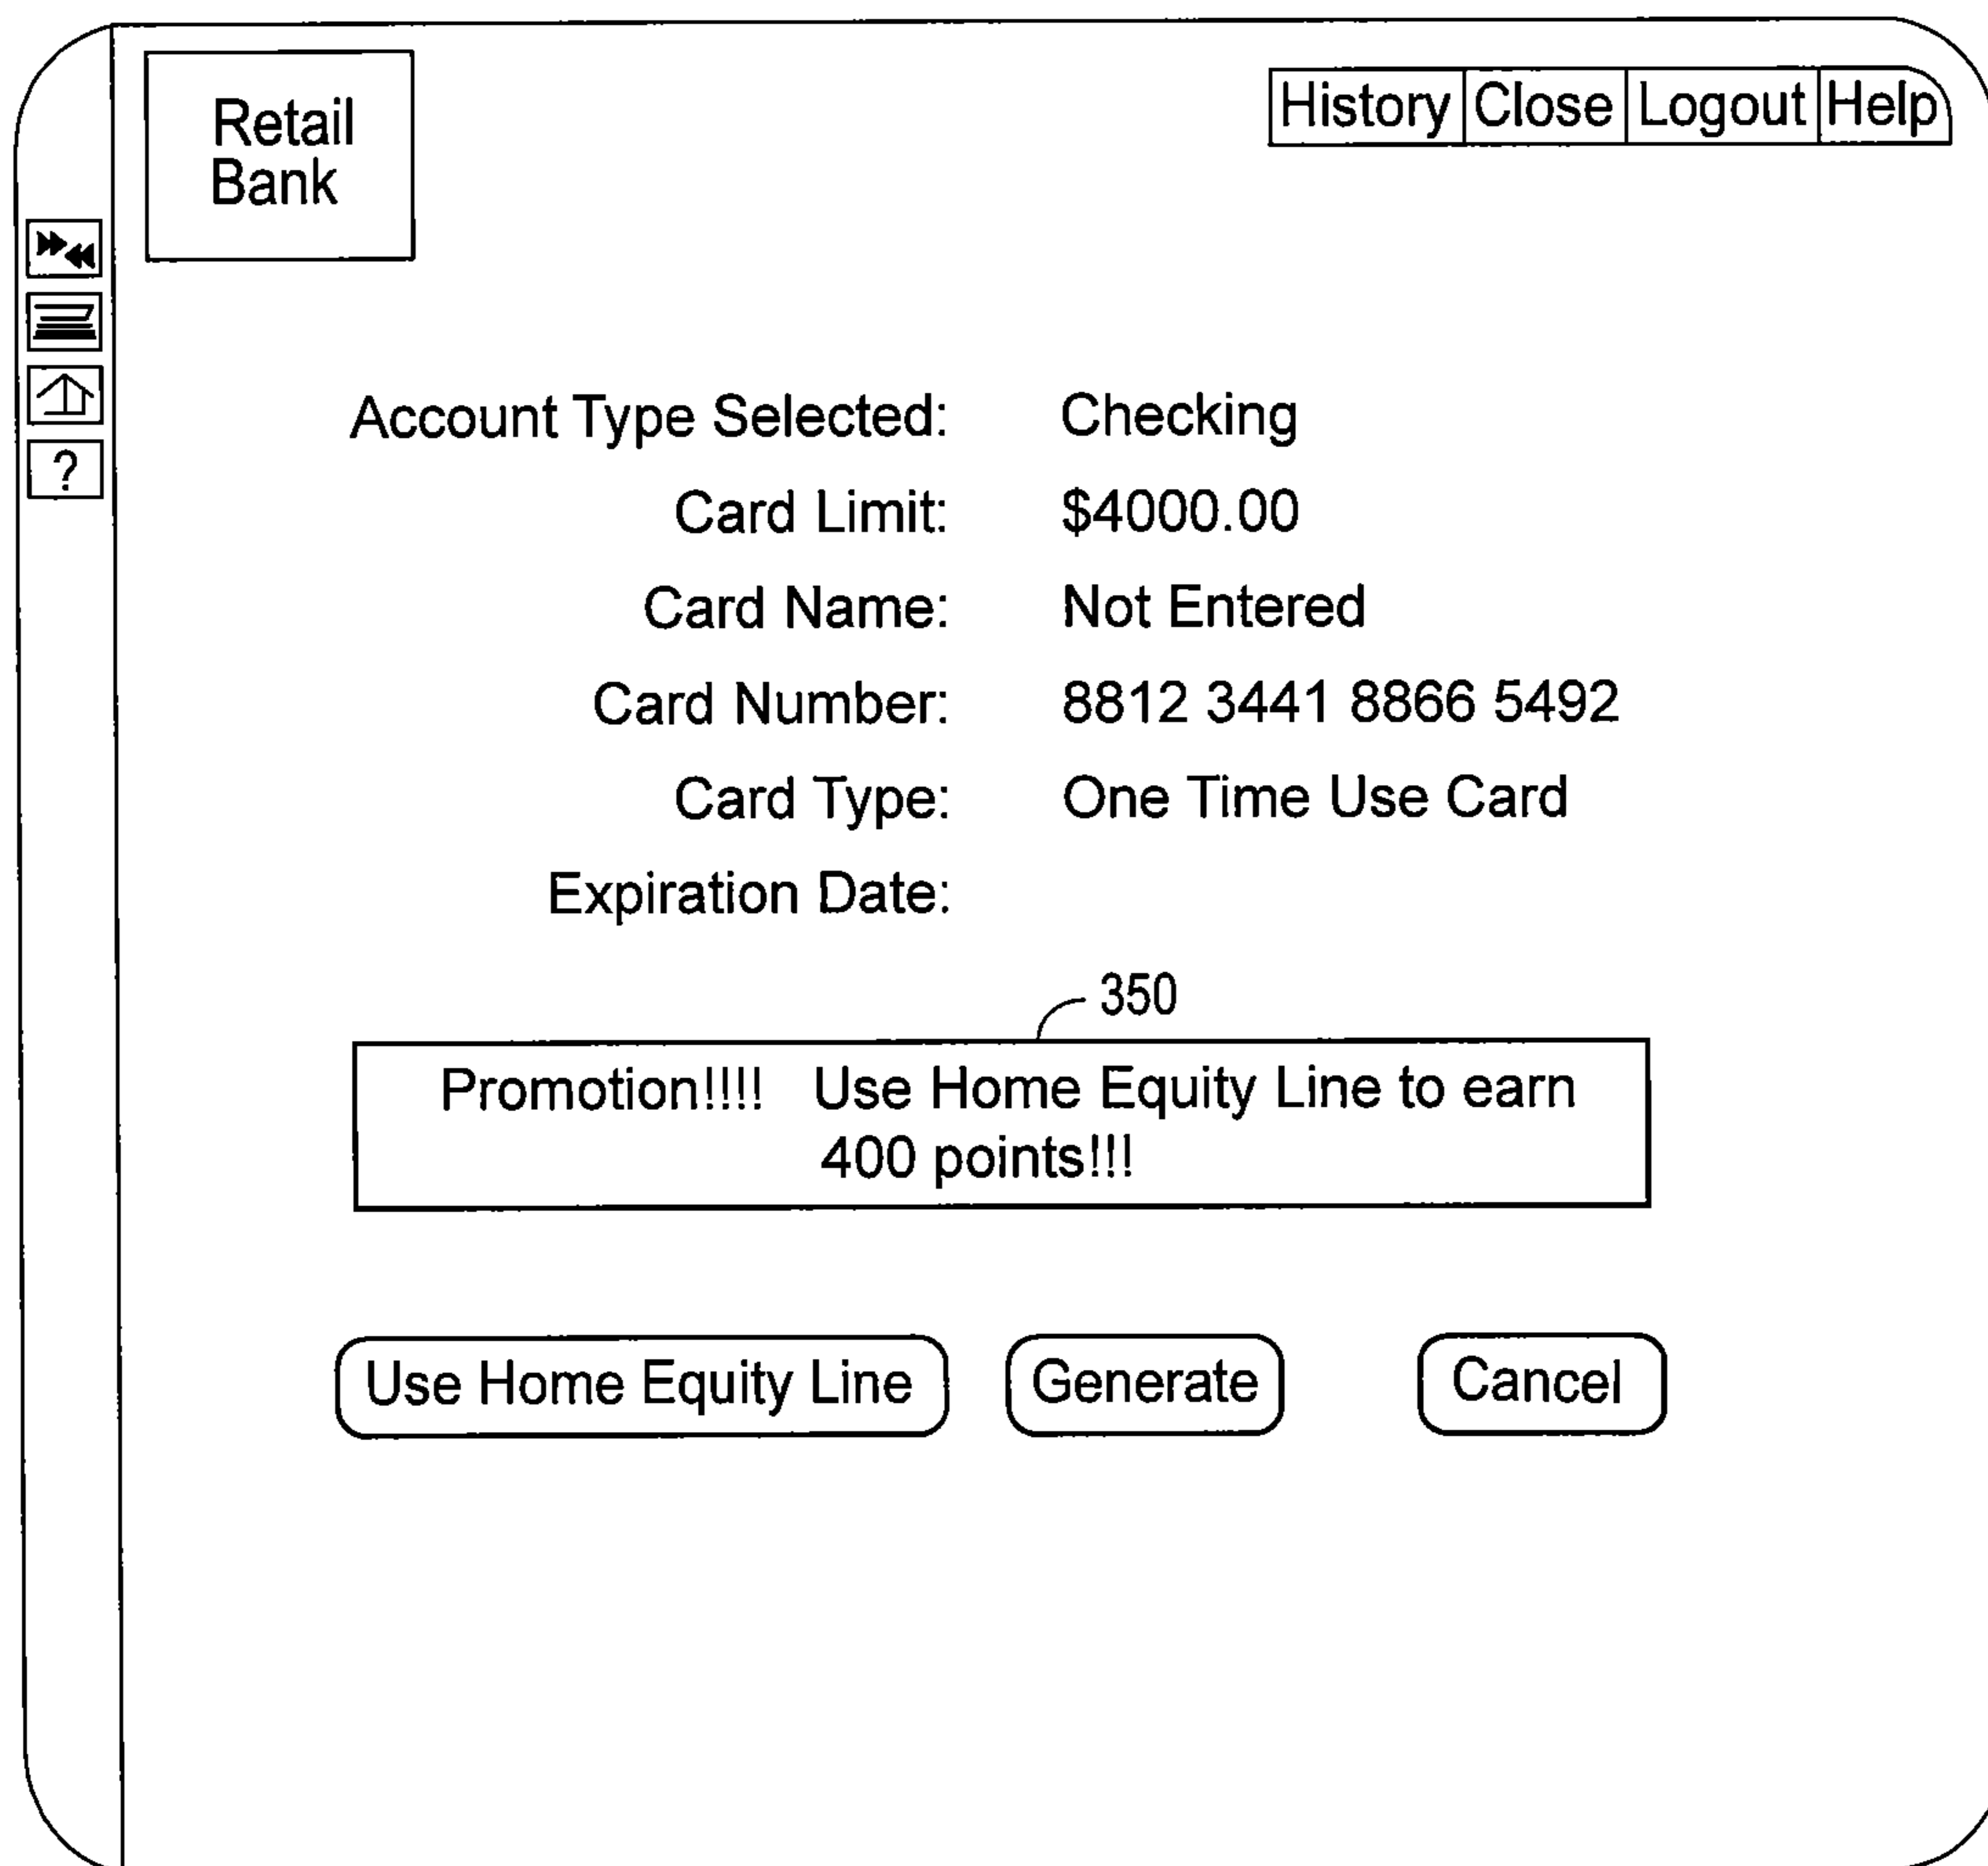 Retail
Bank
History Close Logout Help
?
Account Type Selected: Checking
Card Limit: $4000.00
Card Name: Not Entered
Card Number: 8812 3441 8866 5492
Card Type: One Time Use Card
Expiration Date:
350
Promotion!!!! Use Home Equity Line to earn
400 points!!!
Use Home Equity Line Generate Cancel